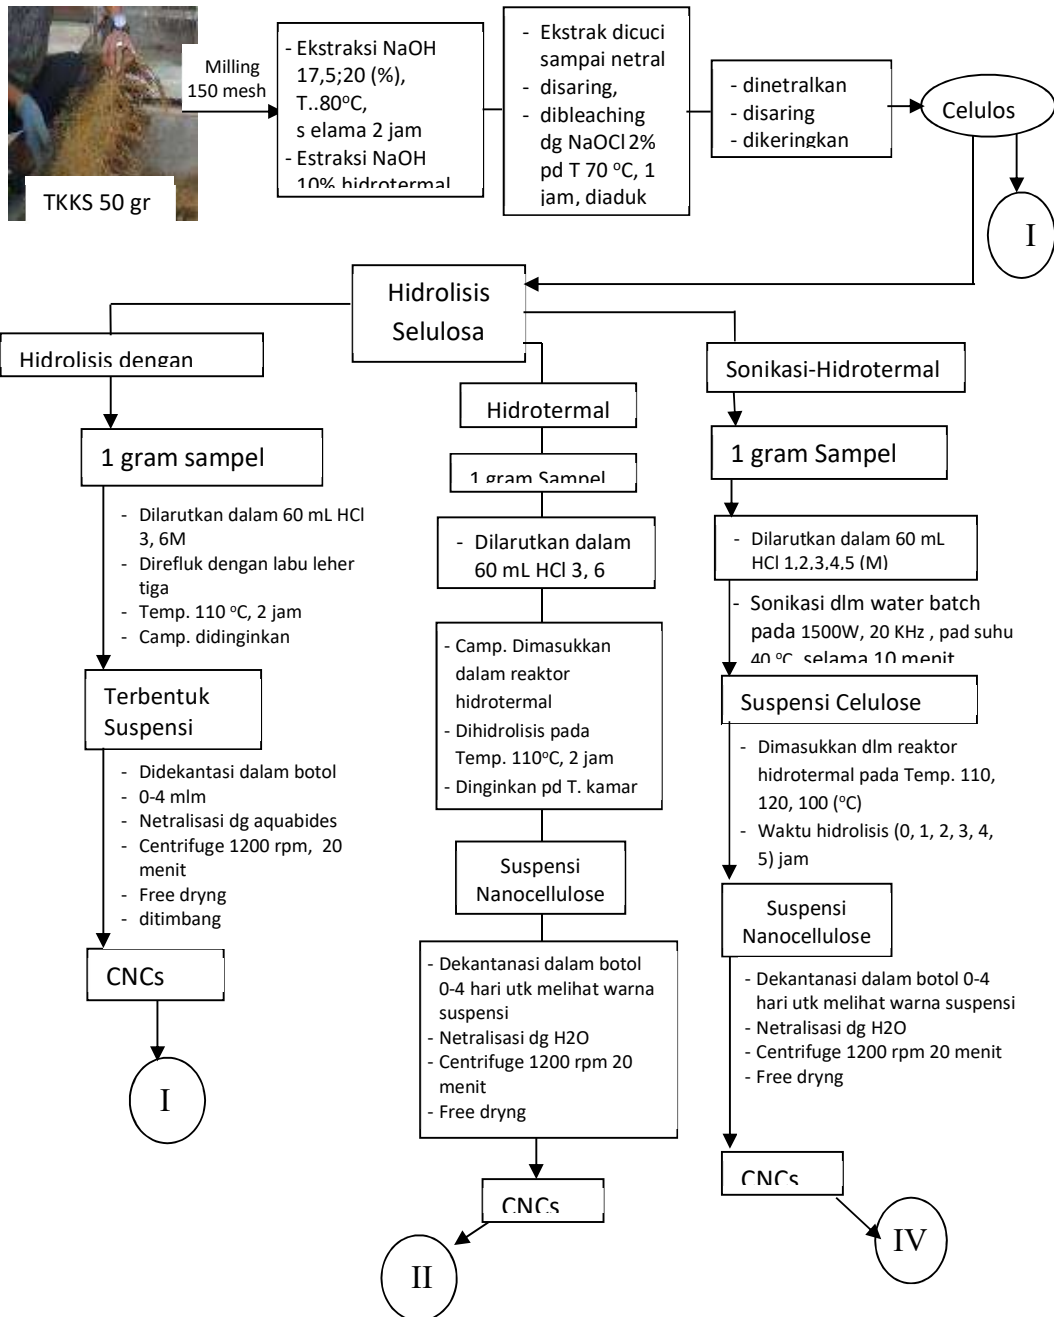 TKKS 50 gr
Milling
150 mesh
- Ekstraksi NaOH
17,5;20 (%),
T..80°C,
s elama 2 jam
- Estraksi NaOH
10% hidrotermal
- Ekstrak dicuci
sampai netral
- disaring,
- dibleaching
dg NaOCl 2%
pd T 70 °C, 1
jam, diaduk
- dinetralkan
- disaring
- dikeringkan
Celulos
I
Hidrolisis
Selulosa
Hidrolisis dengan
1 gram sampel
- Dilarutkan dalam 60 mL HCl
3, 6M
- Direfluk dengan labu leher
tiga
- Temp. 110 °C, 2 jam
- Camp. didinginkan
Terbentuk
Suspensi
- Didekantasi dalam botol
- 0-4 mlm
- Netralisasi dg aquabides
- Centrifuge 1200 rpm, 20
menit
- Free dryng
- ditimbang
CNCs
I
Hidrotermal
1 gram Sampel
- Dilarutkan dalam
60 mL HCl 3, 6
- Camp. Dimasukkan
dalam reaktor
hidrotermal
- Dihidrolisis pada
Temp. 110°C, 2 jam
- Dinginkan pd T. kamar
Suspensi
Nanocellulose
- Dekantanasi dalam botol
0-4 hari utk melihat warna
suspensi
- Netralisasi dg H2O
- Centrifuge 1200 rpm 20
menit
- Free dryng
CNCs
II
Sonikasi-Hidrotermal
1 gram Sampel
- Dilarutkan dalam 60 mL
HCl 1,2,3,4,5 (M)
- Sonikasi dlm water batch
pada 1500W, 20 KHz , pad suhu
40 °C, selama 10 menit
Suspensi Celulose
- Dimasukkan dlm reaktor
hidrotermal pada Temp. 110,
120, 100 (°C)
- Waktu hidrolisis (0, 1, 2, 3, 4,
5) jam
Suspensi
Nanocellulose
- Dekantanasi dalam botol 0-4
hari utk melihat warna suspensi
- Netralisasi dg H2O
- Centrifuge 1200 rpm 20 menit
- Free dryng
CNCs
IV